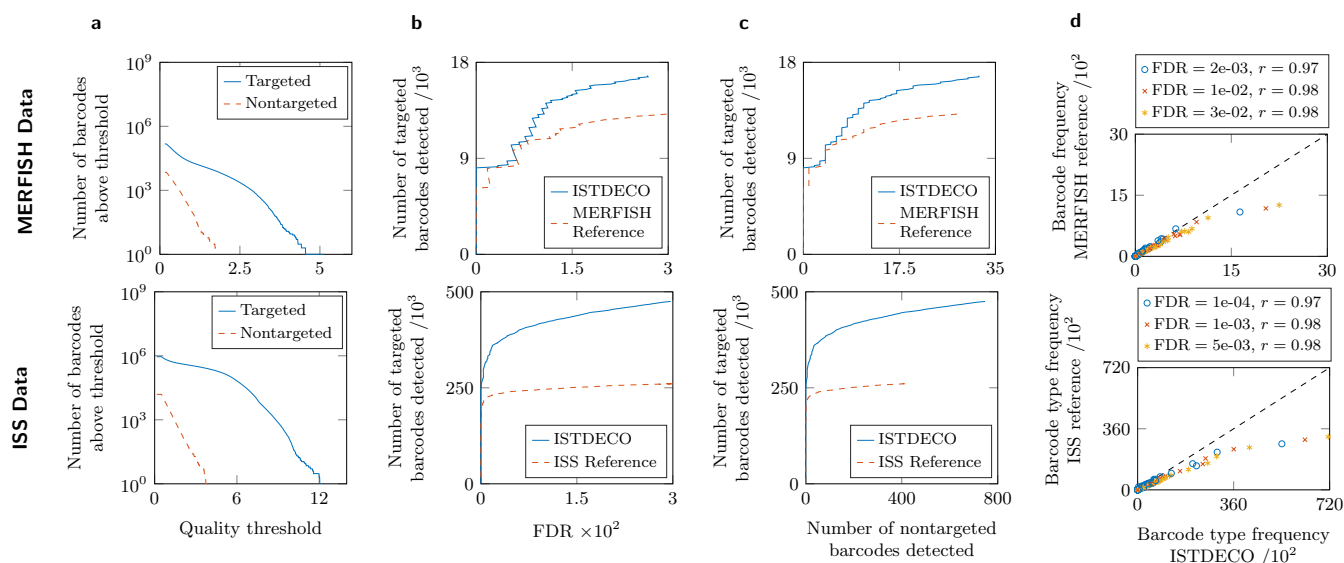 a
b
c
d
MERFISH Data
Number of barcodes
above threshold
10^9
10^6
10^3
10^0
0
2.5
5
Targeted
Nontargeted
Number of targeted
barcodes detected /10^3
18
9
0
0
1.5
3
ISTDECO
MERFISH
Reference
Number of targeted
barcodes detected /10^3
18
9
0
0
17.5
35
ISTDECO
MERFISH
Reference
FDR = 2e-03, r = 0.97
FDR = 1e-02, r = 0.98
FDR = 3e-02, r = 0.98
Barcode frequency
MERFISH reference /10^2
30
15
0
0
15
30
ISS Data
Number of barcodes
above threshold
10^9
10^6
10^3
10^0
0
6
12
Targeted
Nontargeted
Quality threshold
Number of targeted
barcodes detected /10^3
500
250
0
0
1.5
3
ISTDECO
ISS Reference
FDR ×10^2
Number of targeted
barcodes detected /10^3
500
250
0
0
400
800
ISTDECO
ISS Reference
Number of nontargeted
barcodes detected
FDR = 1e-04, r = 0.97
FDR = 1e-03, r = 0.98
FDR = 5e-03, r = 0.98
Barcode type frequency
ISS reference /10^2
720
360
0
0
360
720
Barcode type frequency
ISTDECO /10^2